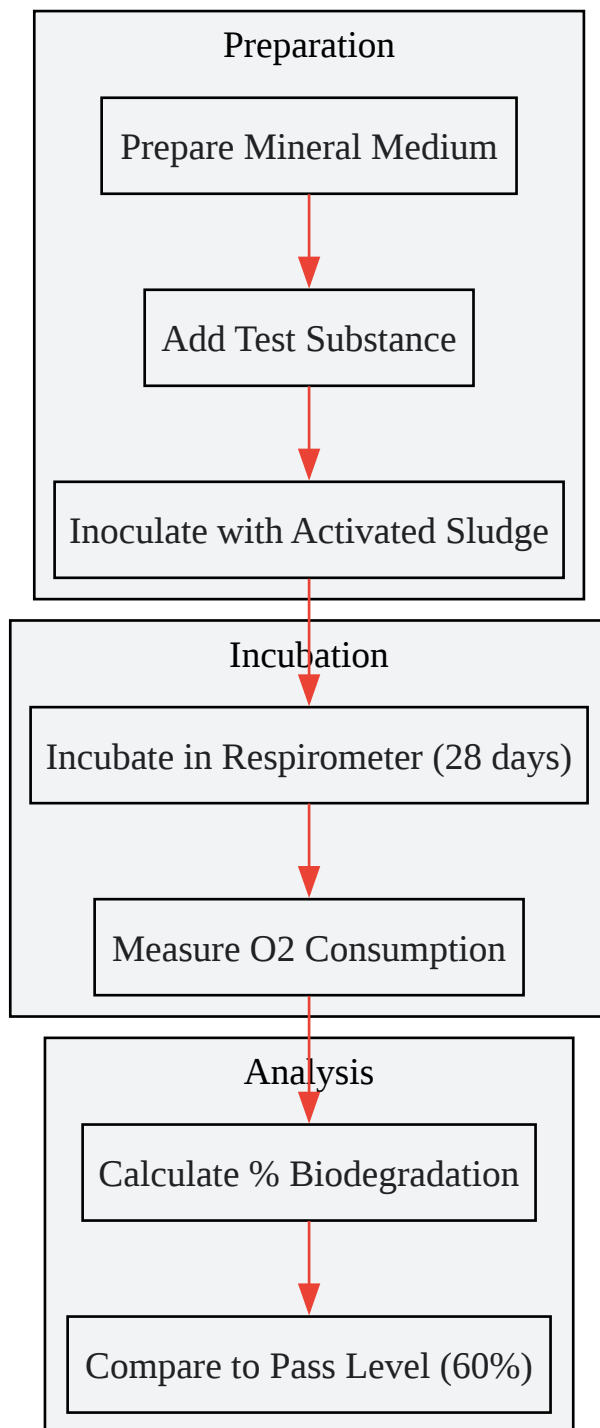 Preparation
Prepare Mineral Medium
Add Test Substance
Inoculate with Activated Sludge
Incubation
Incubate in Respirometer (28 days)
Measure O2 Consumption
Analysis
Calculate % Biodegradation
Compare to Pass Level (60%)